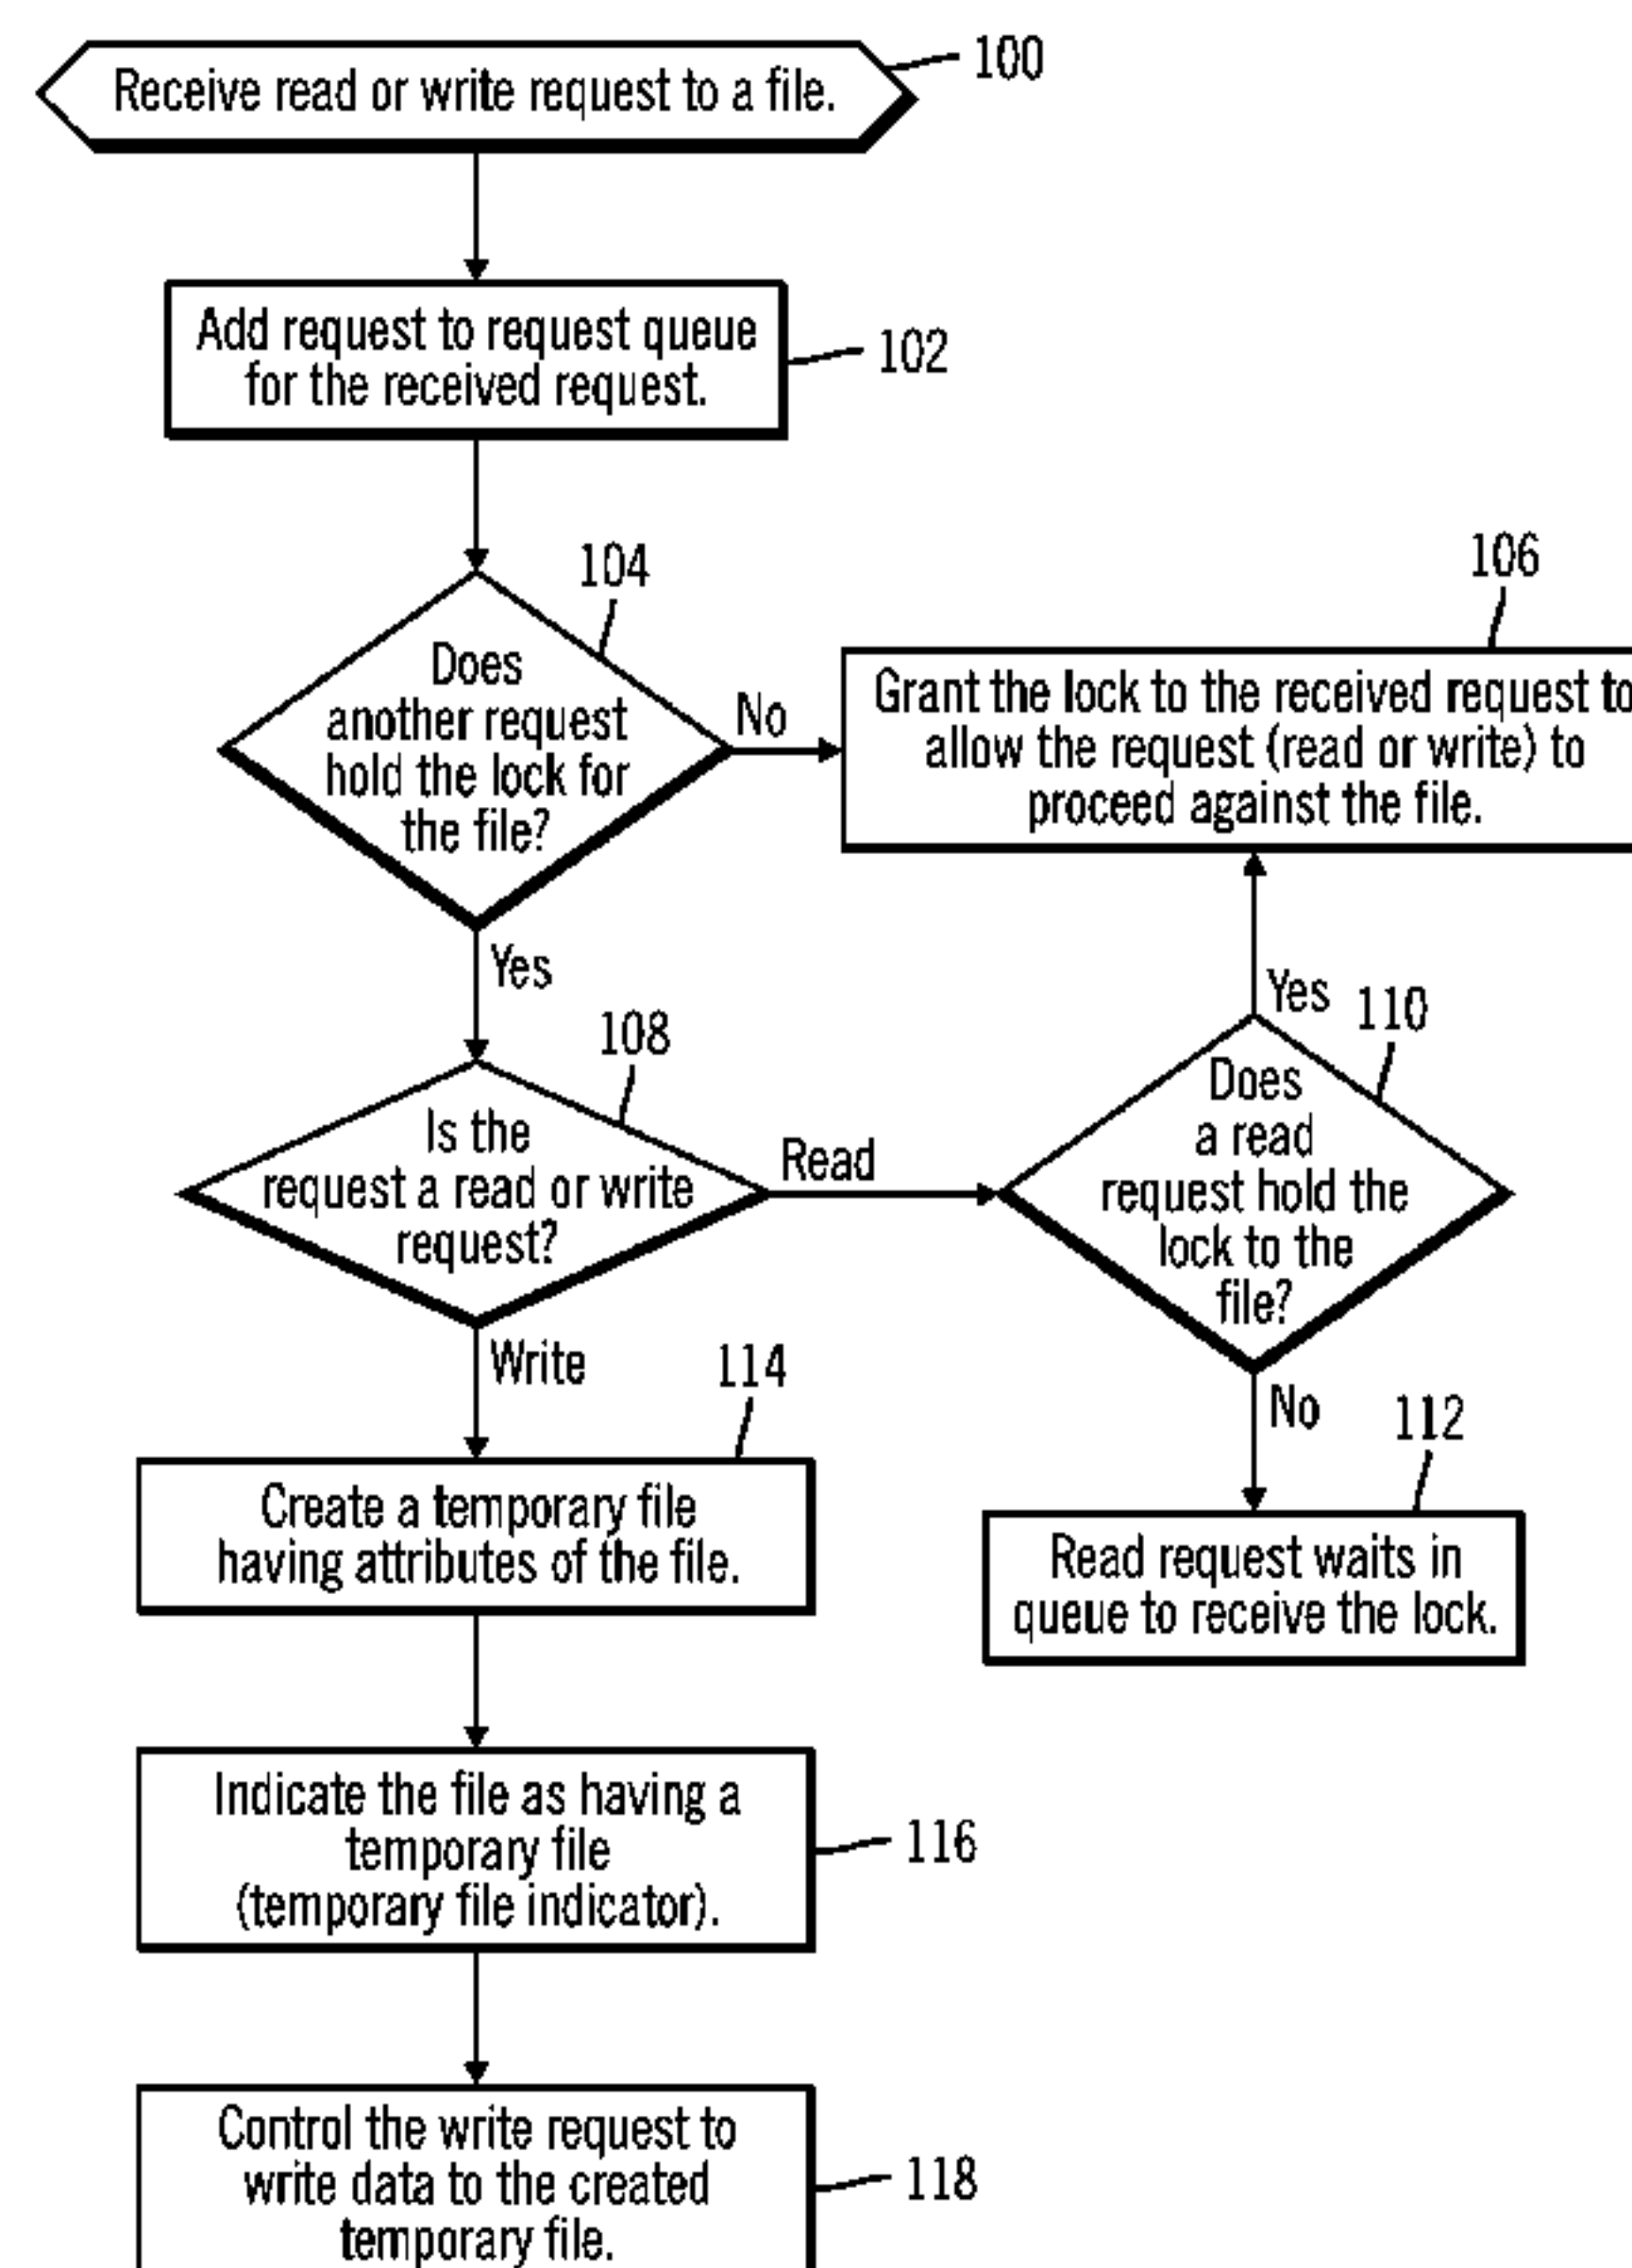 Receive read or write request to a file.
100
Add request to request queue
for the received request.
102
104
Does
another request
hold the lock for
the file?
No
106
Grant the lock to the received request to
allow the request (read or write) to
proceed against the file.
Yes
108
Is the
request a read or write
request?
Read
Yes
110
Does
a read
request hold the
lock to the
file?
No
112
Read request waits in
queue to receive the lock.
Write
114
Create a temporary file
having attributes of the file.
Indicate the file as having a
temporary file
(temporary file indicator).
116
Control the write request to
write data to the created
temporary file.
118